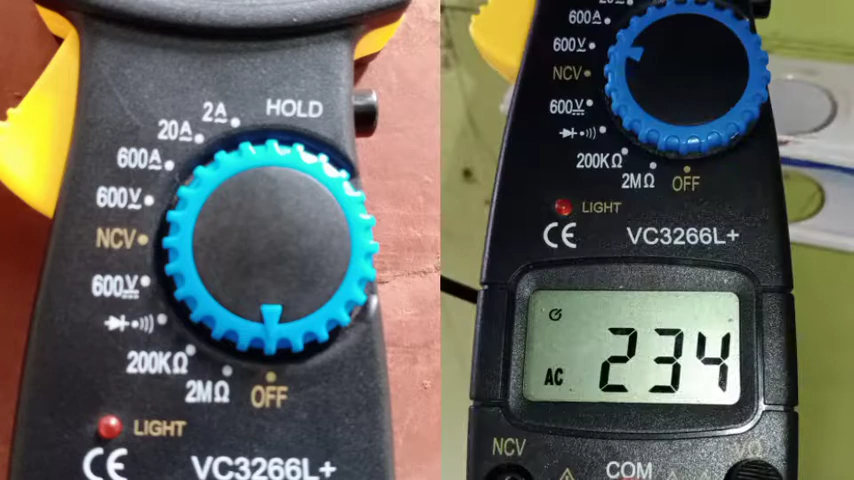 HOLD
2A
20A
600A
600V
NCV
600V
200KΩ
2MΩ
OFF
LIGHT
CE
VC3266L+
600A
600V
NCV
600V
200KΩ
2MΩ
OFF
LIGHT
CE
VC3266L+
AC
234
NCV
COM
VΩ